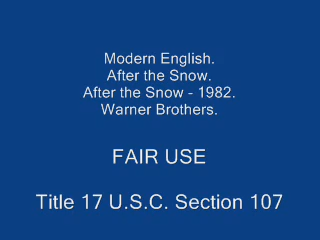 Modern English.
After the Snow.
After the Snow - 1982.
Warner Brothers.
FAIR USE
Title 17 U.S.C. Section 107